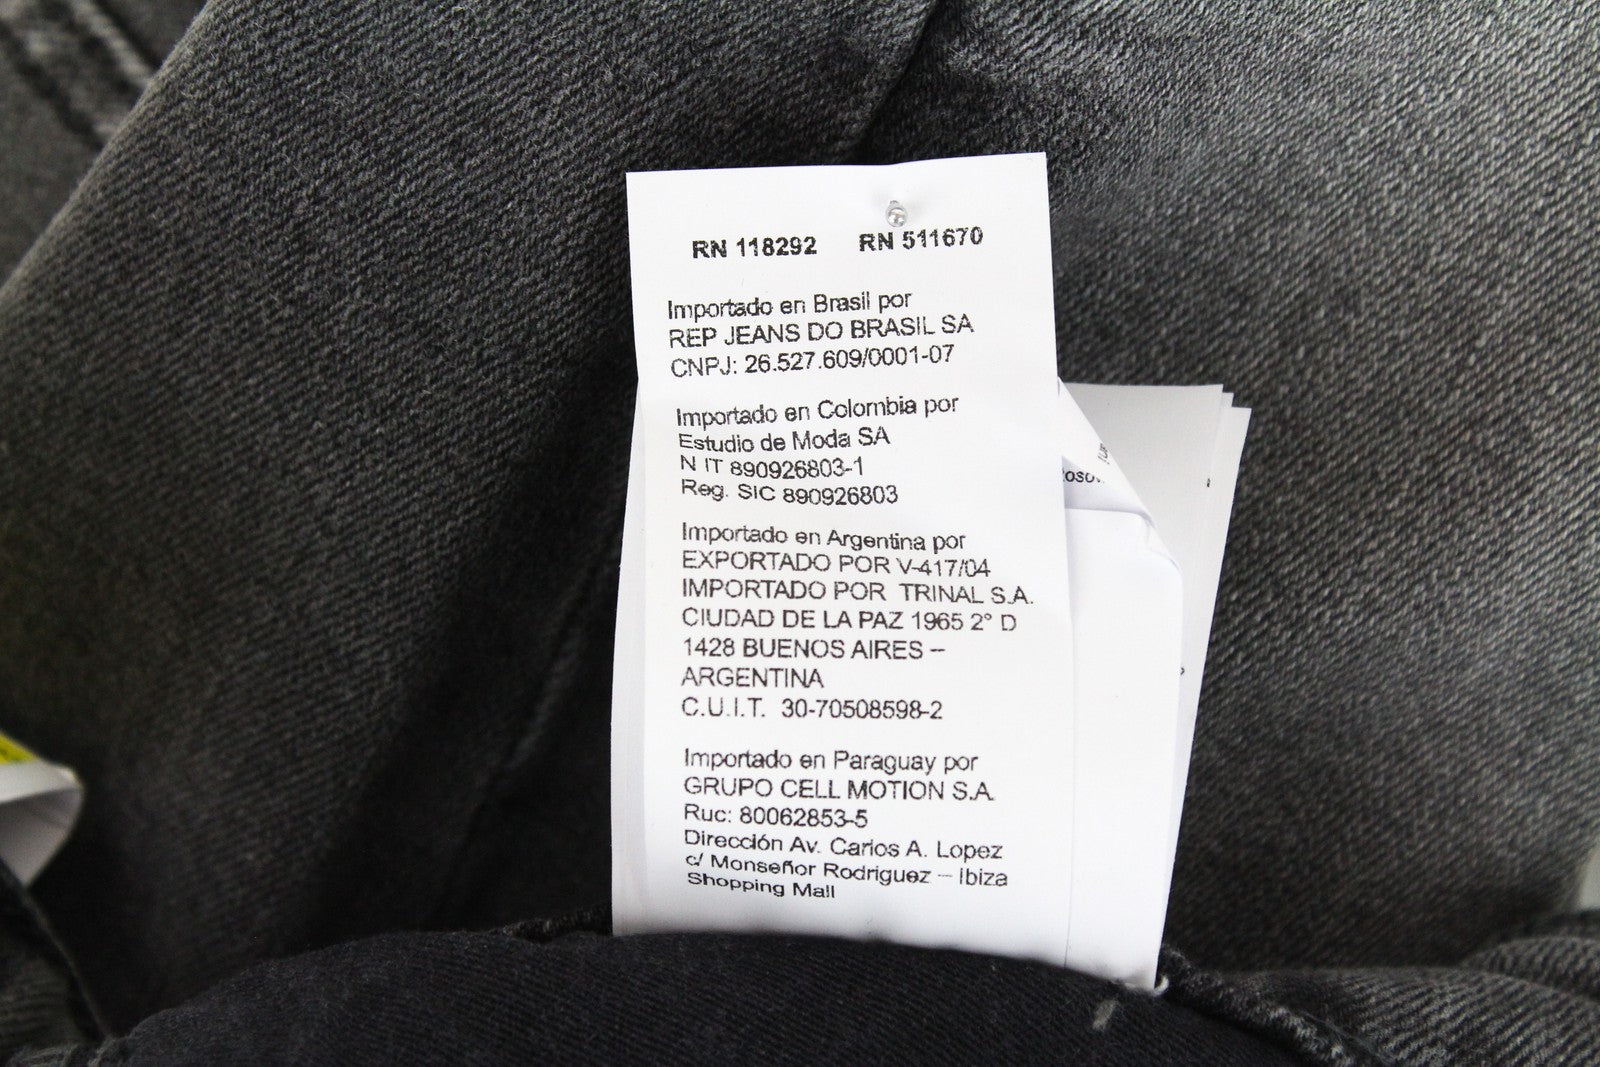 RN 118292 RN 511670
Importado en Brasil por
REP JEANS DO BRASIL SA
CNPJ: 26.527.609/0001-07
Importado en Colombia por
Estudio de Moda SA
N IT 890926803-1
Reg. SIC 890926803
Importado en Argentina por
EXPORTADO POR V-417/04
IMPORTADO POR TRINAL S.A.
CIUDAD DE LA PAZ 1965 2° D
1428 BUENOS AIRES –
ARGENTINA
C.U.I.T. 30-70508598-2
Importado en Paraguay por
GRUPO CELL MOTION S.A.
Ruc: 80062853-5
Dirección Av. Carlos A. Lopez
c/ Monseñor Rodriguez – Ibiza
Shopping Mall